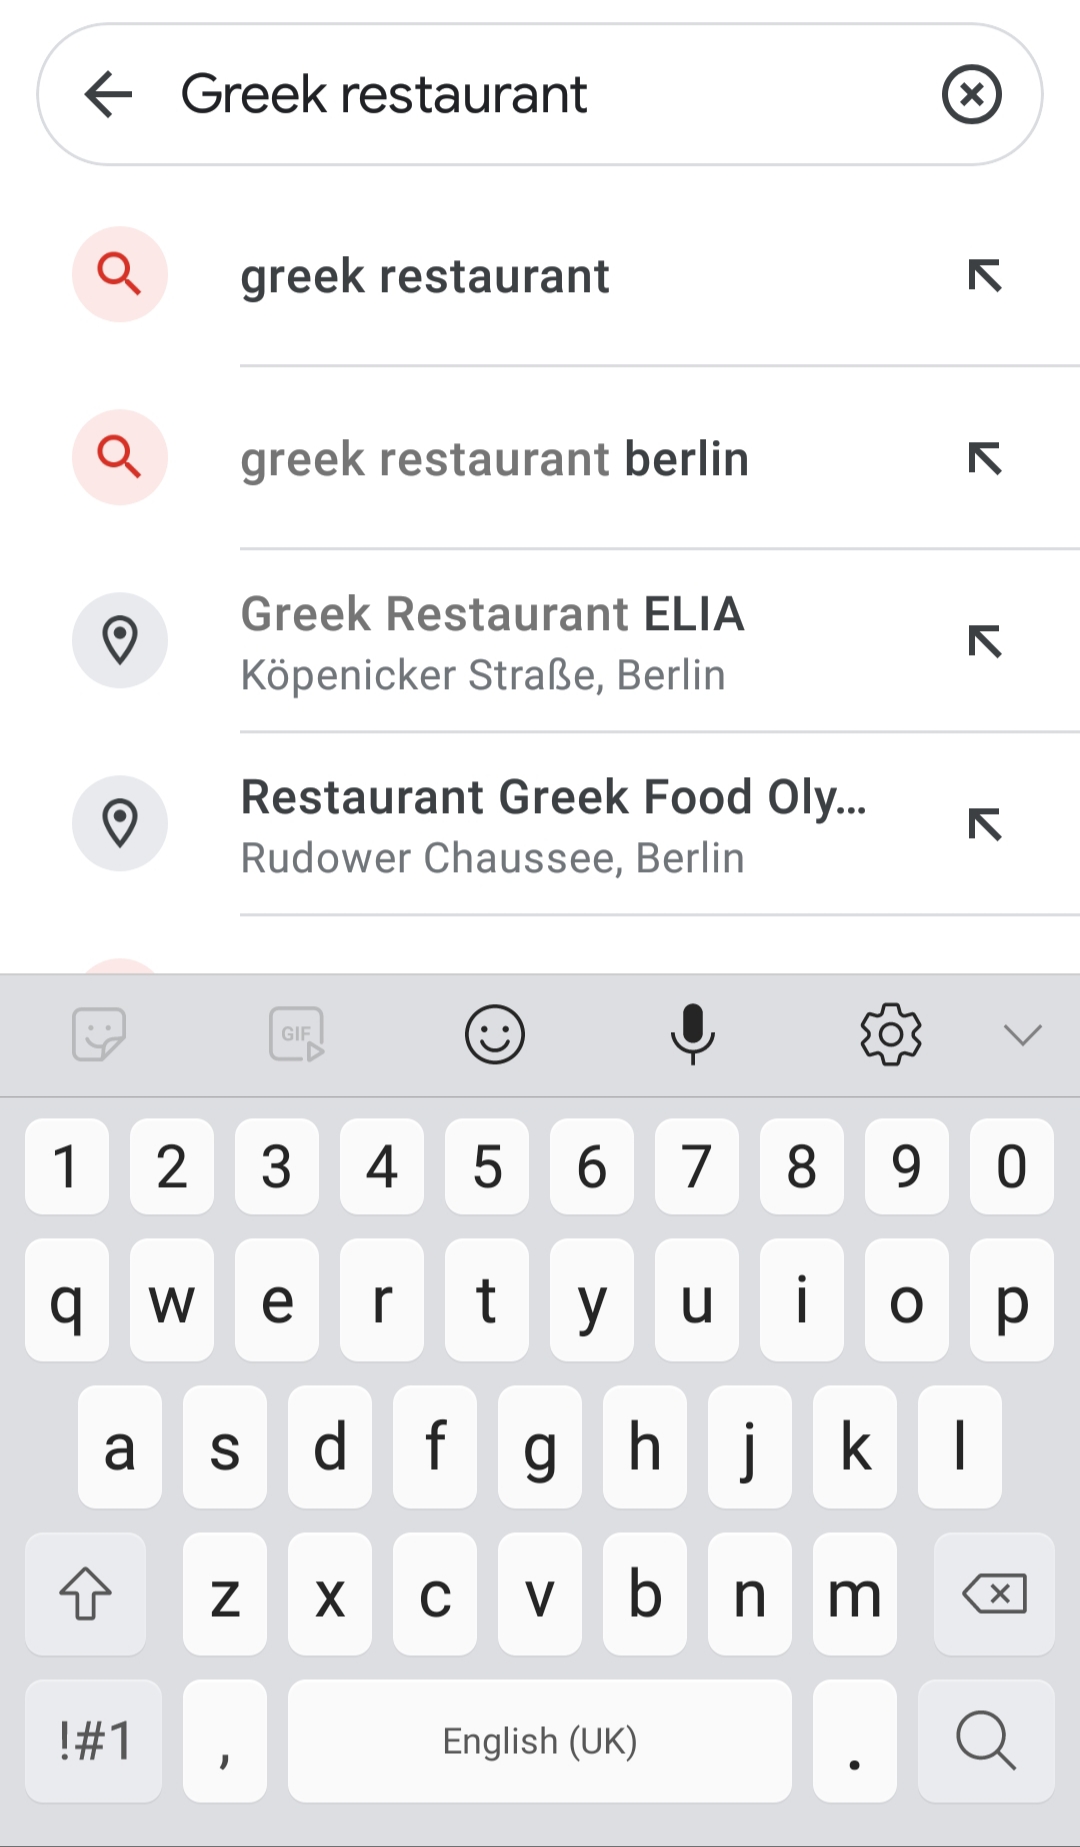 Greek restaurant
greek restaurant
greek restaurant berlin
Greek Restaurant ELIA
Köpenicker Straße, Berlin
Restaurant Greek Food Oly...
Rudower Chaussee, Berlin
GIF
1 2 3 4 5 6 7 8 9 0
q w e r t y u i o p
a s d f g h j k l
z x c v b n m
!#1 , English (UK) .